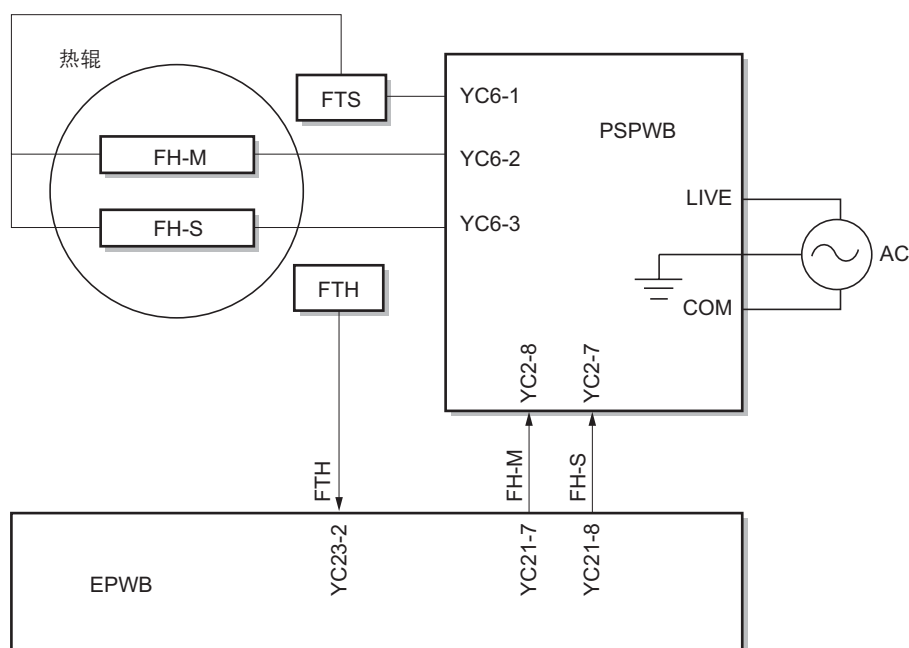 热辊
FTS
YC6-1
PSPWB
FH-M
YC6-2
LIVE
FH-S
YC6-3
AC
FTH
COM
YC2-8
YC2-7
FTH
FH-M
FH-S
YC23-2
YC21-7
YC21-8
EPWB